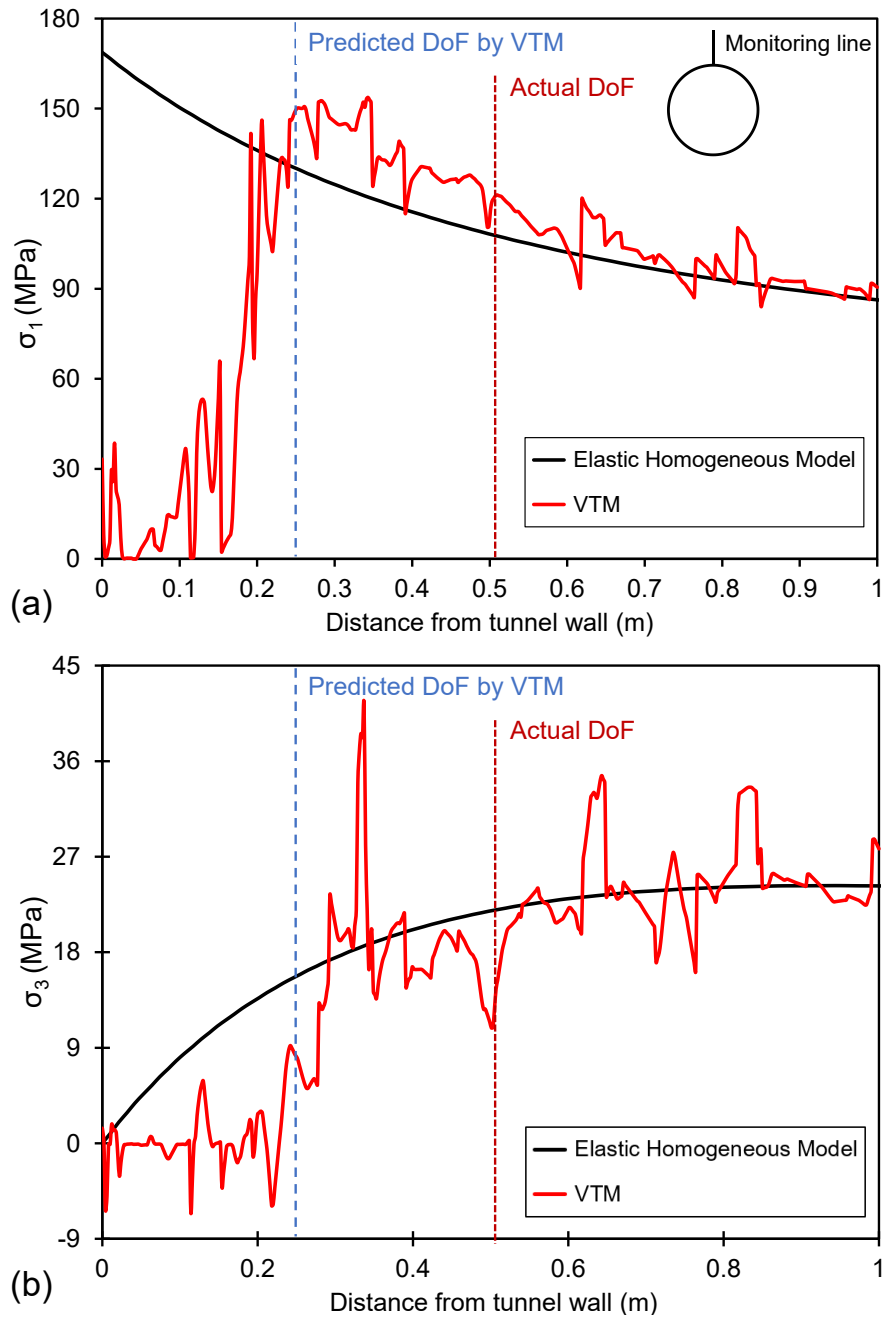 180
150
120
90
60
30
0
σ1 (MPa)
Predicted DoF by VTM
Monitoring line
Actual DoF
Elastic Homogeneous Model
VTM
0 0.1 0.2 0.3 0.4 0.5 0.6 0.7 0.8 0.9 1
Distance from tunnel wall (m)
(a)
45
36
27
18
9
0
-9
σ3 (MPa)
Predicted DoF by VTM
Actual DoF
Elastic Homogeneous Model
VTM
0 0.2 0.4 0.6 0.8 1
Distance from tunnel wall (m)
(b)